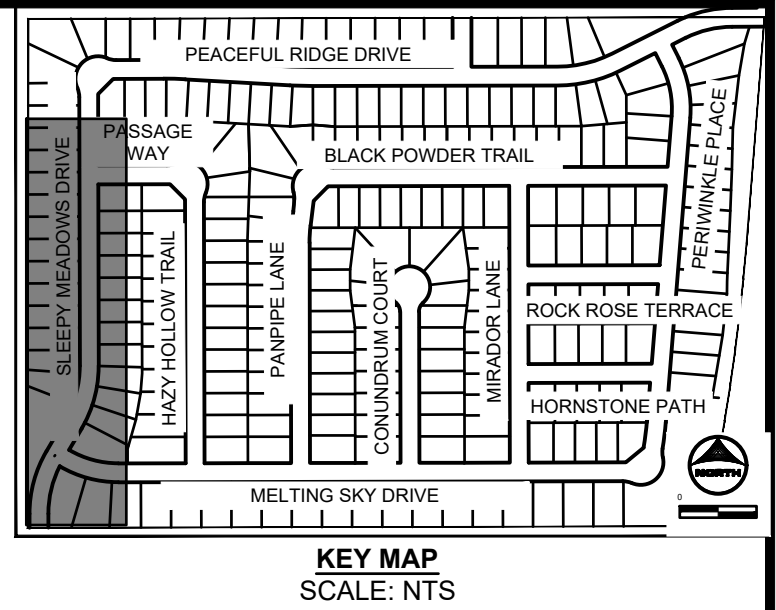 PEACEFUL RIDGE DRIVE
PASSAGE
WAY
BLACK POWDER TRAIL
SLEEPY MEADOWS DRIVE
HAZY HOLLOW TRAIL
PANPIPE LANE
CONUNDRUM COURT
MIRADOR LANE
PERIWINKLE PLACE
ROCK ROSE TERRACE
HORNSTONE PATH
MELTING SKY DRIVE
NORTH
0
KEY MAP
SCALE: NTS